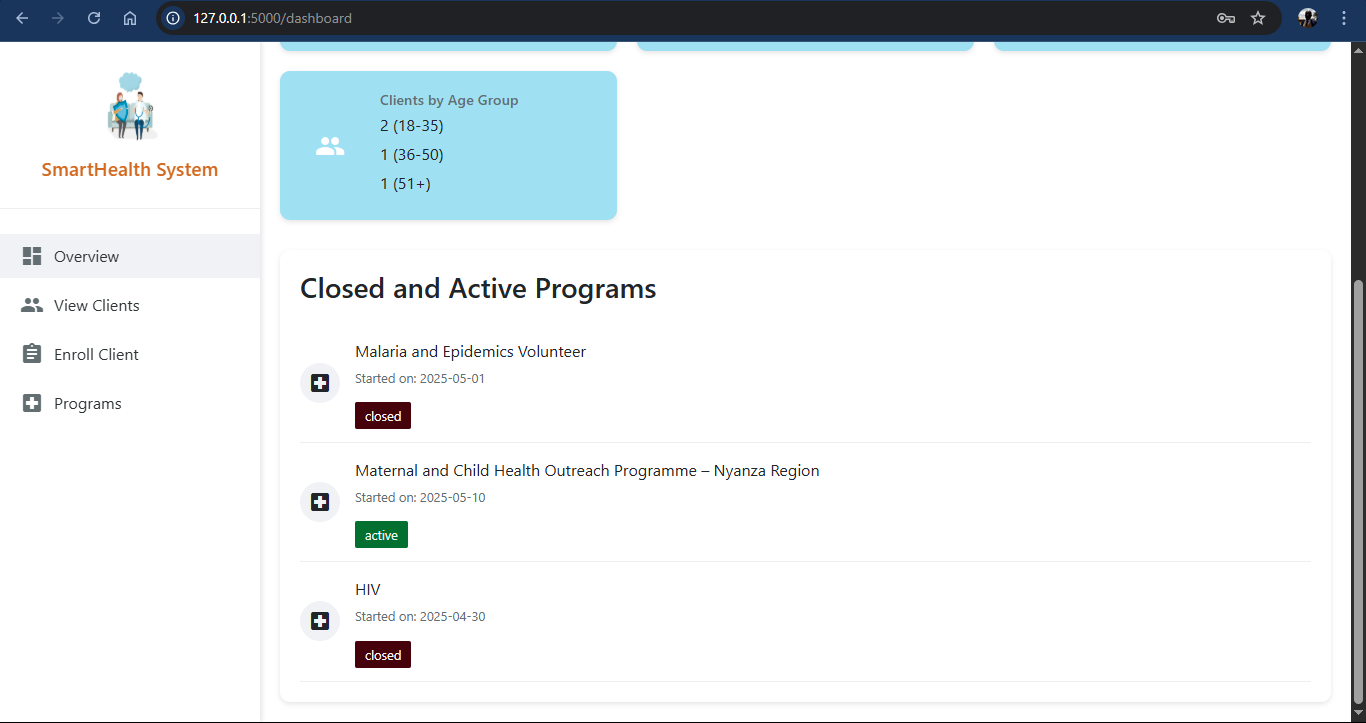 127.0.0.1:5000/dashboard
SmartHealth System
Overview
View Clients
Enroll Client
Programs
Clients by Age Group
2 (18-35)
1 (36-50)
1 (51+)
Closed and Active Programs
Malaria and Epidemics Volunteer
Started on: 2025-05-01
closed
Maternal and Child Health Outreach Programme – Nyanza Region
Started on: 2025-05-10
active
HIV
Started on: 2025-04-30
closed